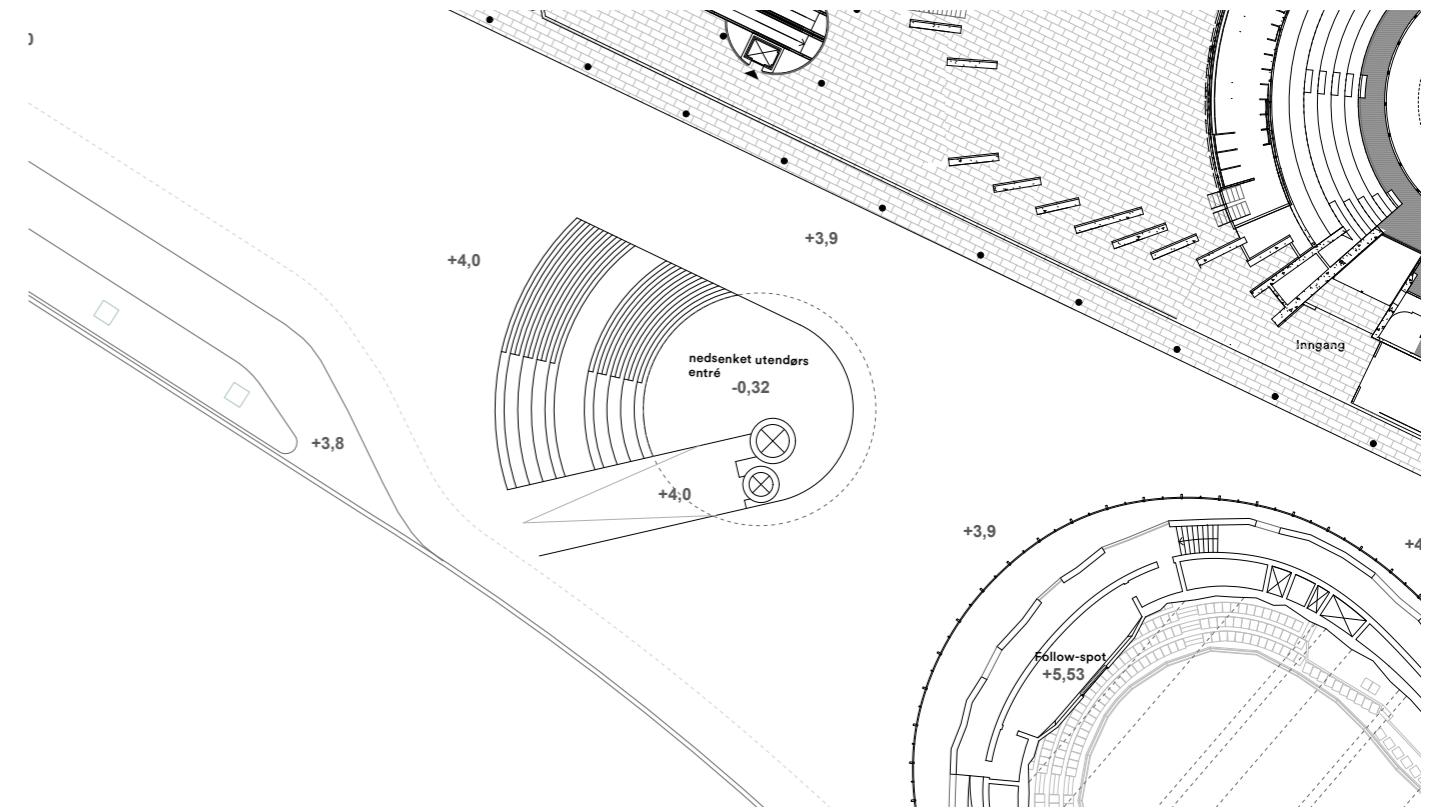 +3,9
+4,0
Inngang
nedsenket utendørs
entré
-0,32
+3,8
+4,0
+3,9
Follow-spot
+5,53